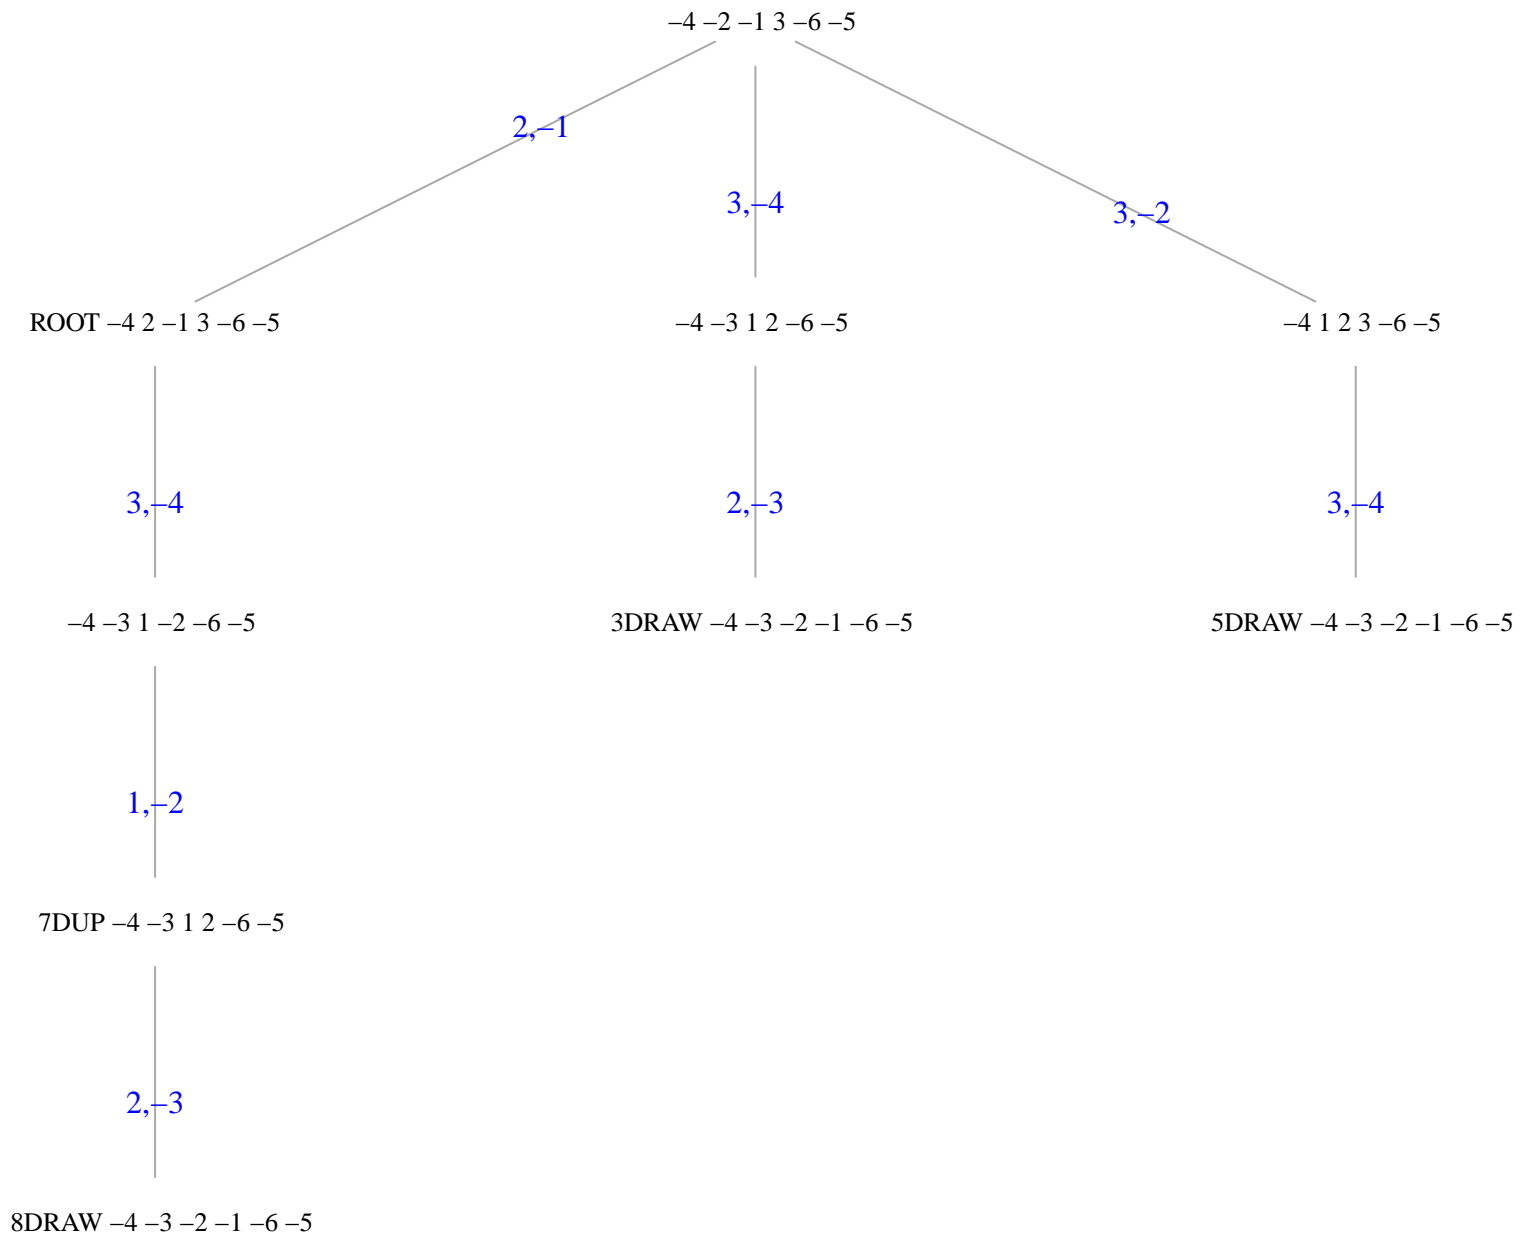 –4 –2 –1 3 –6 –5
2,–1
3,–4
3,–2
ROOT –4 2 –1 3 –6 –5
–4 –3 1 2 –6 –5
–4 1 2 3 –6 –5
3,–4
2,–3
3,–4
–4 –3 1 –2 –6 –5
3DRAW –4 –3 –2 –1 –6 –5
5DRAW –4 –3 –2 –1 –6 –5
1,–2
7DUP –4 –3 1 2 –6 –5
2,–3
8DRAW –4 –3 –2 –1 –6 –5